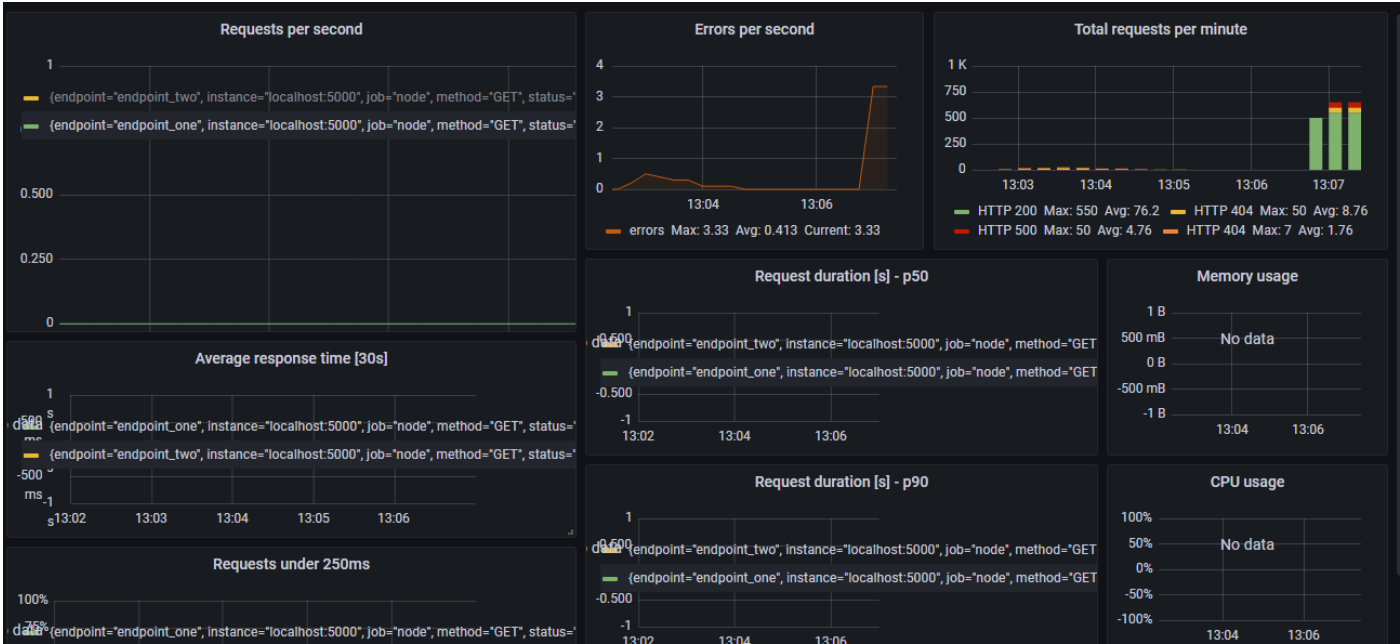 Requests per second
1
{endpoint="endpoint_two", instance="localhost:5000", job="node", method="GET", status="
{endpoint="endpoint_one", instance="localhost:5000", job="node", method="GET", status="
0.500
0.250
0
Errors per second
4
3
2
1
0
13:04 13:06
errors Max: 3.33 Avg: 0.413 Current: 3.33
Total requests per minute
1 K
750
500
250
0
13:03 13:04 13:05 13:06 13:07
HTTP 200 Max: 550 Avg: 76.2 HTTP 404 Max: 50 Avg: 8.76
HTTP 500 Max: 50 Avg: 4.76 HTTP 404 Max: 7 Avg: 1.76
Average response time [30s]
1
s
{endpoint="endpoint_one", instance="localhost:5000", job="node", method="GET", status="
{endpoint="endpoint_two", instance="localhost:5000", job="node", method="GET", status="
-500
ms
-1
s
13:02 13:03 13:04 13:05 13:06
Request duration [s] - p50
1
{endpoint="endpoint_two", instance="localhost:5000", job="node", method="GET
{endpoint="endpoint_one", instance="localhost:5000", job="node", method="GET
-0.500
-1
13:02 13:04 13:06
Memory usage
1 B
500 mB
No data
0 B
-500 mB
-1 B
13:04 13:06
Request duration [s] - p90
1
{endpoint="endpoint_two", instance="localhost:5000", job="node", method="GET
{endpoint="endpoint_one", instance="localhost:5000", job="node", method="GET
-0.500
-1
13:02 13:04 13:06
CPU usage
100%
50%
No data
0%
-50%
-100%
13:04 13:06
Requests under 250ms
100%
{endpoint="endpoint_one", instance="localhost:5000", job="node", method="GET", status="